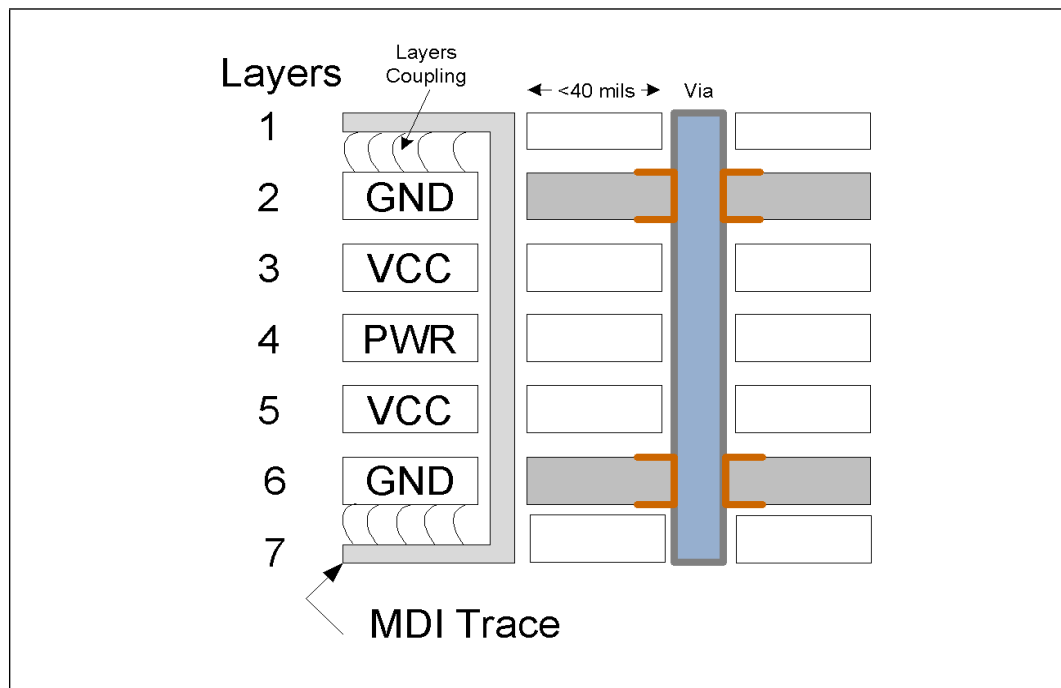 Layers
Coupling
Layers
<40 mils
Via
1
2
GND
3
VCC
4
PWR
5
VCC
6
GND
7
MDI Trace